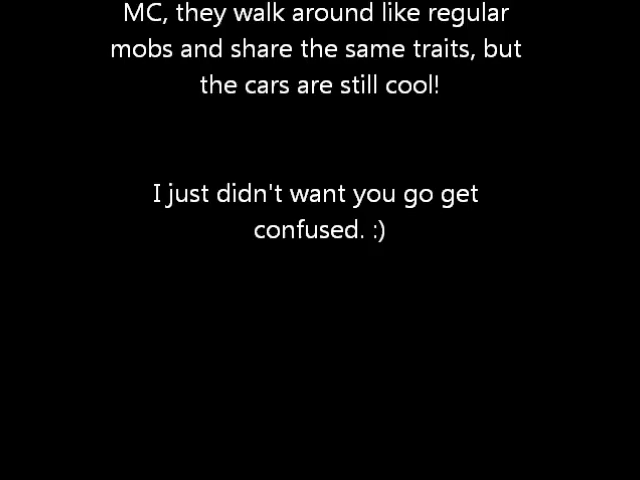 MC, they walk around like regular
mobs and share the same traits, but
the cars are still cool!
I just didn't want you go get
confused. :)